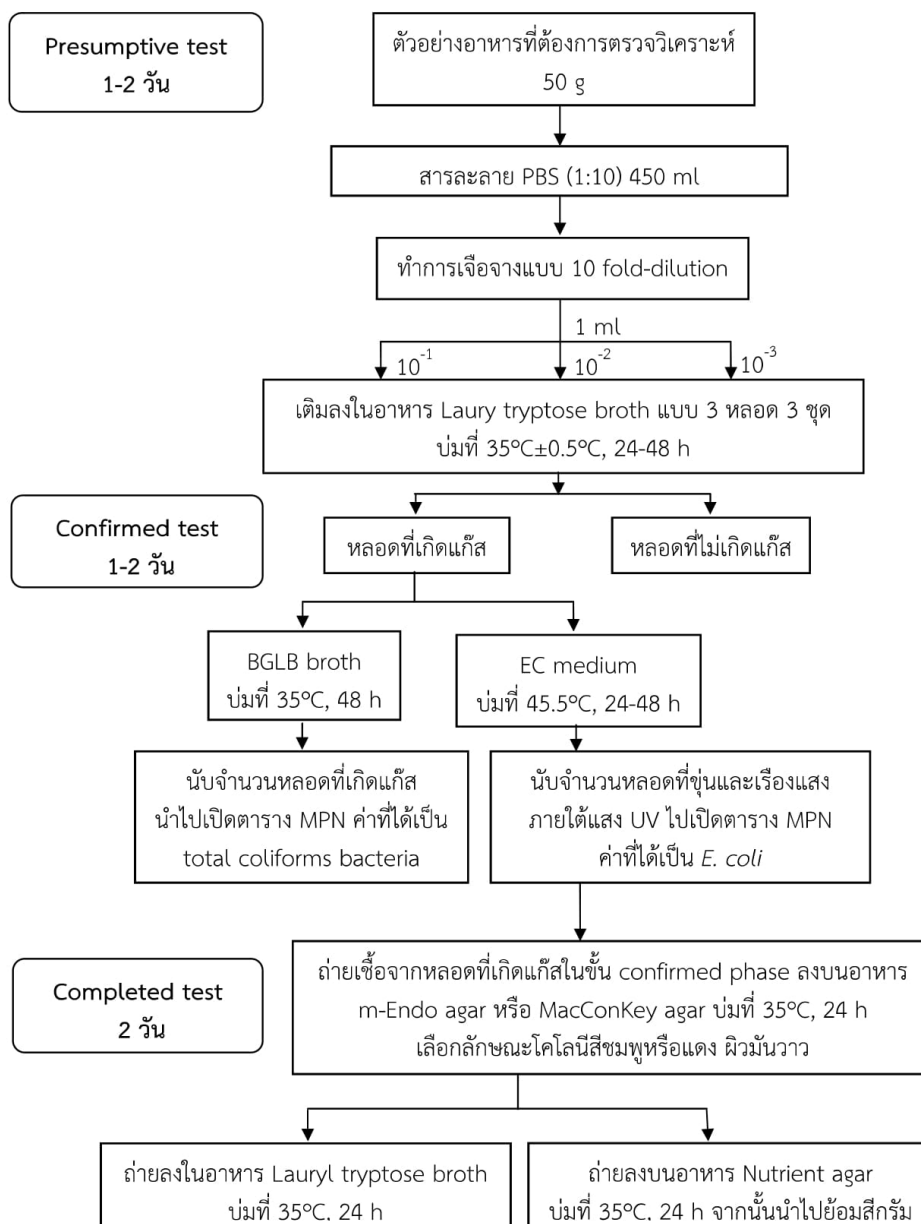 Presumptive test
1-2 วัน
ตัวอย่างอาหารที่ต้องการตรวจวิเคราะห์
50 g
สารละลาย PBS (1:10) 450 ml
ทำการเจือจางแบบ 10 fold-dilution
1 ml
10⁻¹ 10⁻² 10⁻³
เติมลงในอาหาร Laury tryptose broth แบบ 3 หลอด 3 ชุด
บ่มที่ 35°C±0.5°C, 24-48 h
Confirmed test
1-2 วัน
หลอดที่เกิดแก๊ส
หลอดที่ไม่เกิดแก๊ส
BGLB broth
บ่มที่ 35°C, 48 h
EC medium
บ่มที่ 45.5°C, 24-48 h
นับจำนวนหลอดที่เกิดแก๊ส
นำไปเปิดตาราง MPN ค่าที่ได้เป็น
total coliforms bacteria
นับจำนวนหลอดที่ขุ่นและเรืองแสง
ภายใต้แสง UV ไปเปิดตาราง MPN
ค่าที่ได้เป็น E. coli
Completed test
2 วัน
ถ่ายเชื้อจากหลอดที่เกิดแก๊สในขั้น confirmed phase ลงบนอาหาร
m-Endo agar หรือ MacConKey agar บ่มที่ 35°C, 24 h
เลือกลักษณะโคโลนีสีชมพูหรือแดง ผิวมันวาว
ถ่ายลงในอาหาร Lauryl tryptose broth
บ่มที่ 35°C, 24 h
ถ่ายลงบนอาหาร Nutrient agar
บ่มที่ 35°C, 24 h จากนั้นนำไปย้อมสีกรัม